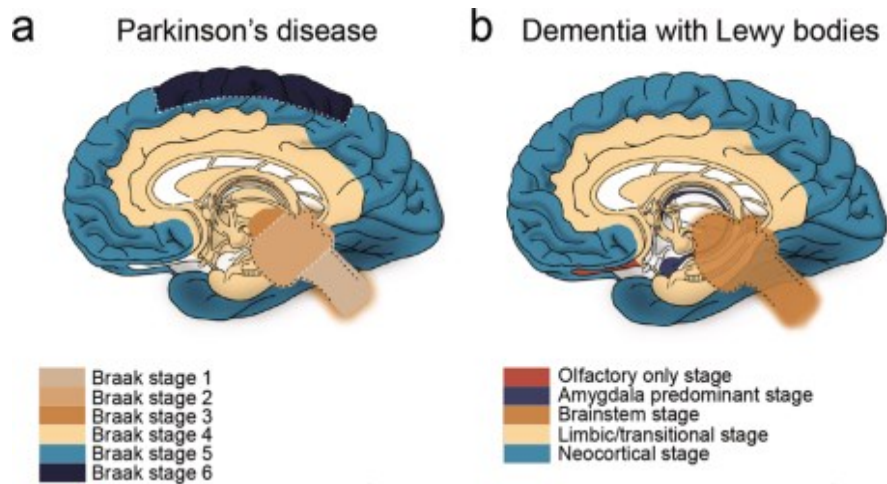 a Parkinson's disease
b Dementia with Lewy bodies
Braak stage 1
Braak stage 2
Braak stage 3
Braak stage 4
Braak stage 5
Braak stage 6
Olfactory only stage
Amygdala predominant stage
Brainstem stage
Limbic/transitional stage
Neocortical stage